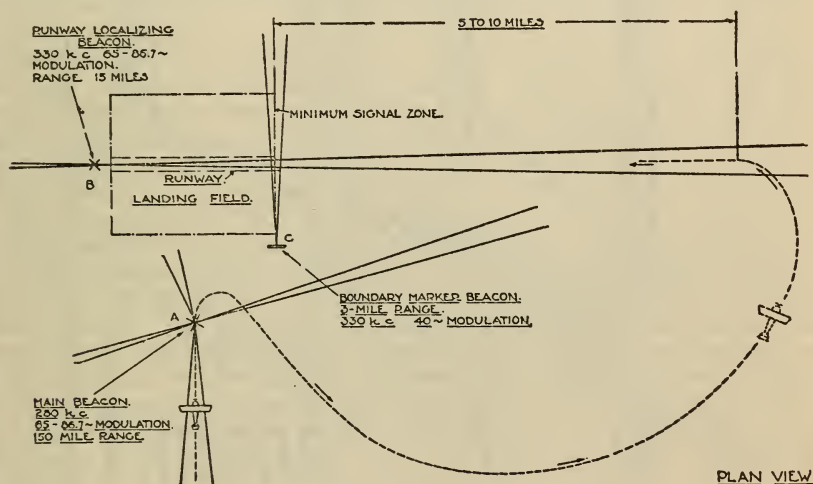 5 TO 10 MILES
RUNWAY LOCALIZING
BEACON.
330 k c 65-86.7~
MODULATION.
RANGE 15 MILES
MINIMUM SIGNAL ZONE.
B
RUNWAY.
LANDING FIELD.
C
A
BOUNDARY MARKER BEACON.
3-MILE RANGE.
330 k c 40~ MODULATION.
MAIN BEACON.
280 k c
65-86.7~ MODULATION.
150 MILE RANGE
PLAN VIEW